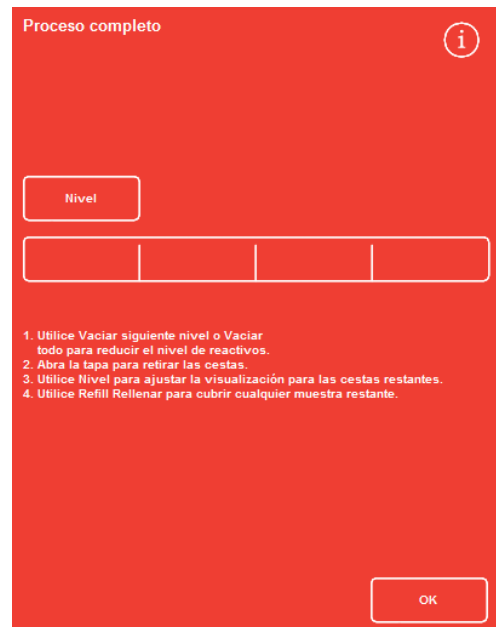 Proceso completo
i
Nivel
1. Utilice Vaciar siguiente nivel o Vaciar
todo para reducir el nivel de reactivos.
2. Abra la tapa para retirar las cestas.
3. Utilice Nivel para ajustar la visualización para las cestas restantes.
4. Utilice Refill Rellenar para cubrir cualquier muestra restante.
OK